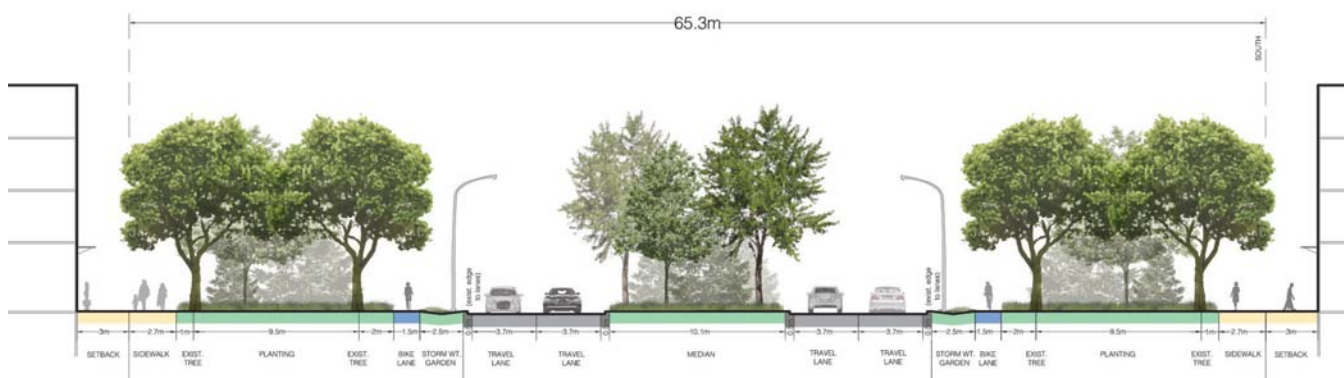 65.3m
SOUTH
(exist. edge
to lanes)
(exist. edge
to lanes)
3m 2.7m 1m 9.5m 2m 1.5m 2.5m 3.7m 3.7m 10.1m 3.7m 3.7m 2.5m 1.5m 2m 9.5m 1m 2.7m 3m
SETBACK SIDEWALK EXIST. PLANTING EXIST. BIKE STORM WT. TRAVEL TRAVEL MEDIAN TRAVEL TRAVEL STORM WT. BIKE EXIST. PLANTING EXIST. SIDEWALK SETBACK
TREE TREE LANE GARDEN LANE LANE LANE LANE GARDEN LANE TREE TREE